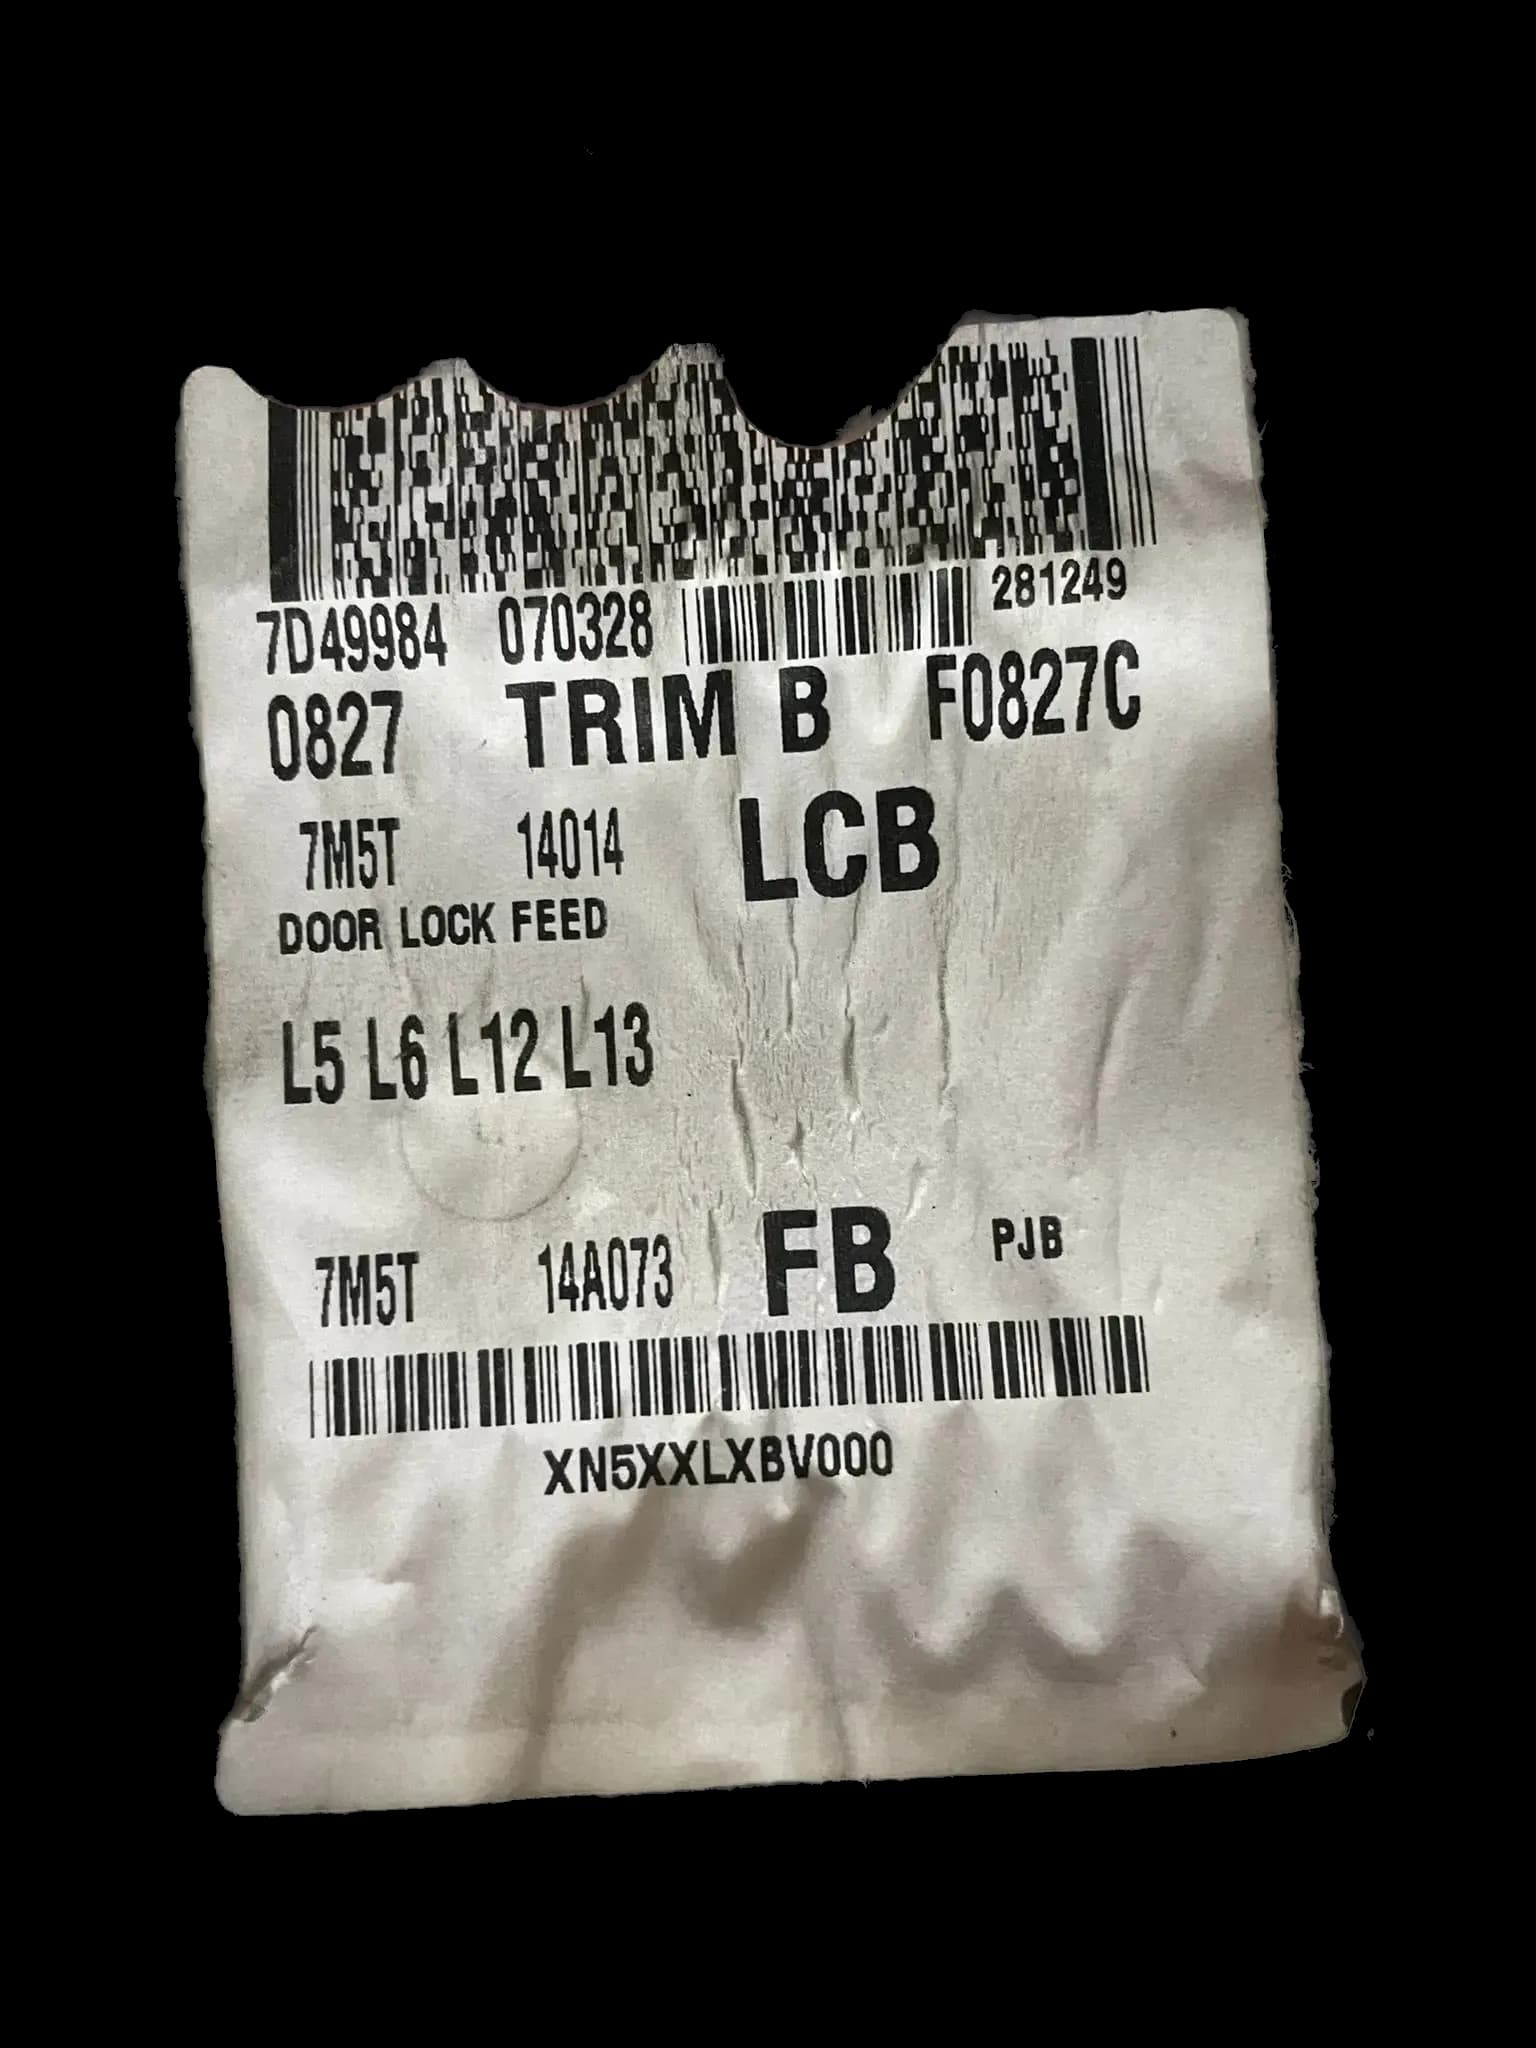 7D49984 070328 281249
0827 TRIM B F0827C
7M5T 14014 LCB
DOOR LOCK FEED
L5 L6 L12 L13
7M5T 14A073 FB PJB
XN5XXLXBV000